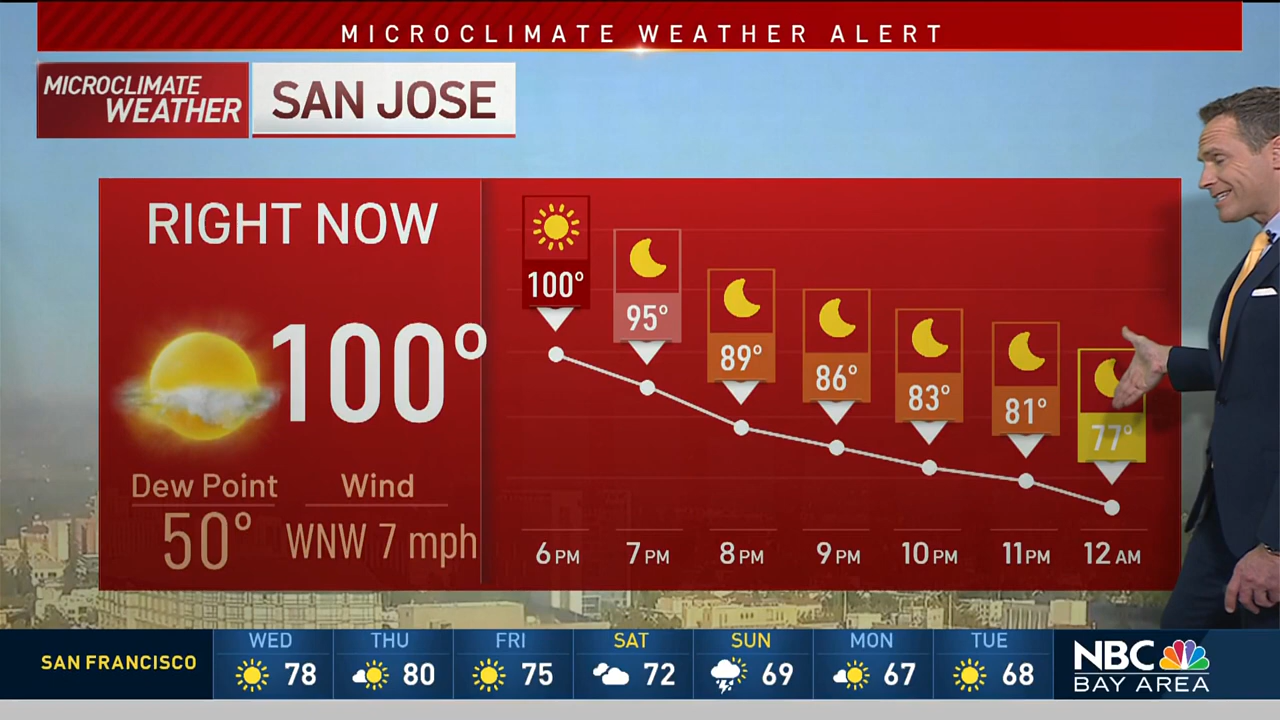 MICROCLIMATE WEATHER ALERT
MICROCLIMATE
WEATHER
SAN JOSE
RIGHT NOW
100°
Dew Point
50°
Wind
WNW 7 mph
100° 95° 89° 86° 83° 81° 77°
6 PM 7 PM 8 PM 9 PM 10 PM 11 PM 12 AM
SAN FRANCISCO
WED THU FRI SAT SUN MON TUE
78 80 75 72 69 67 68
NBC
BAY AREA